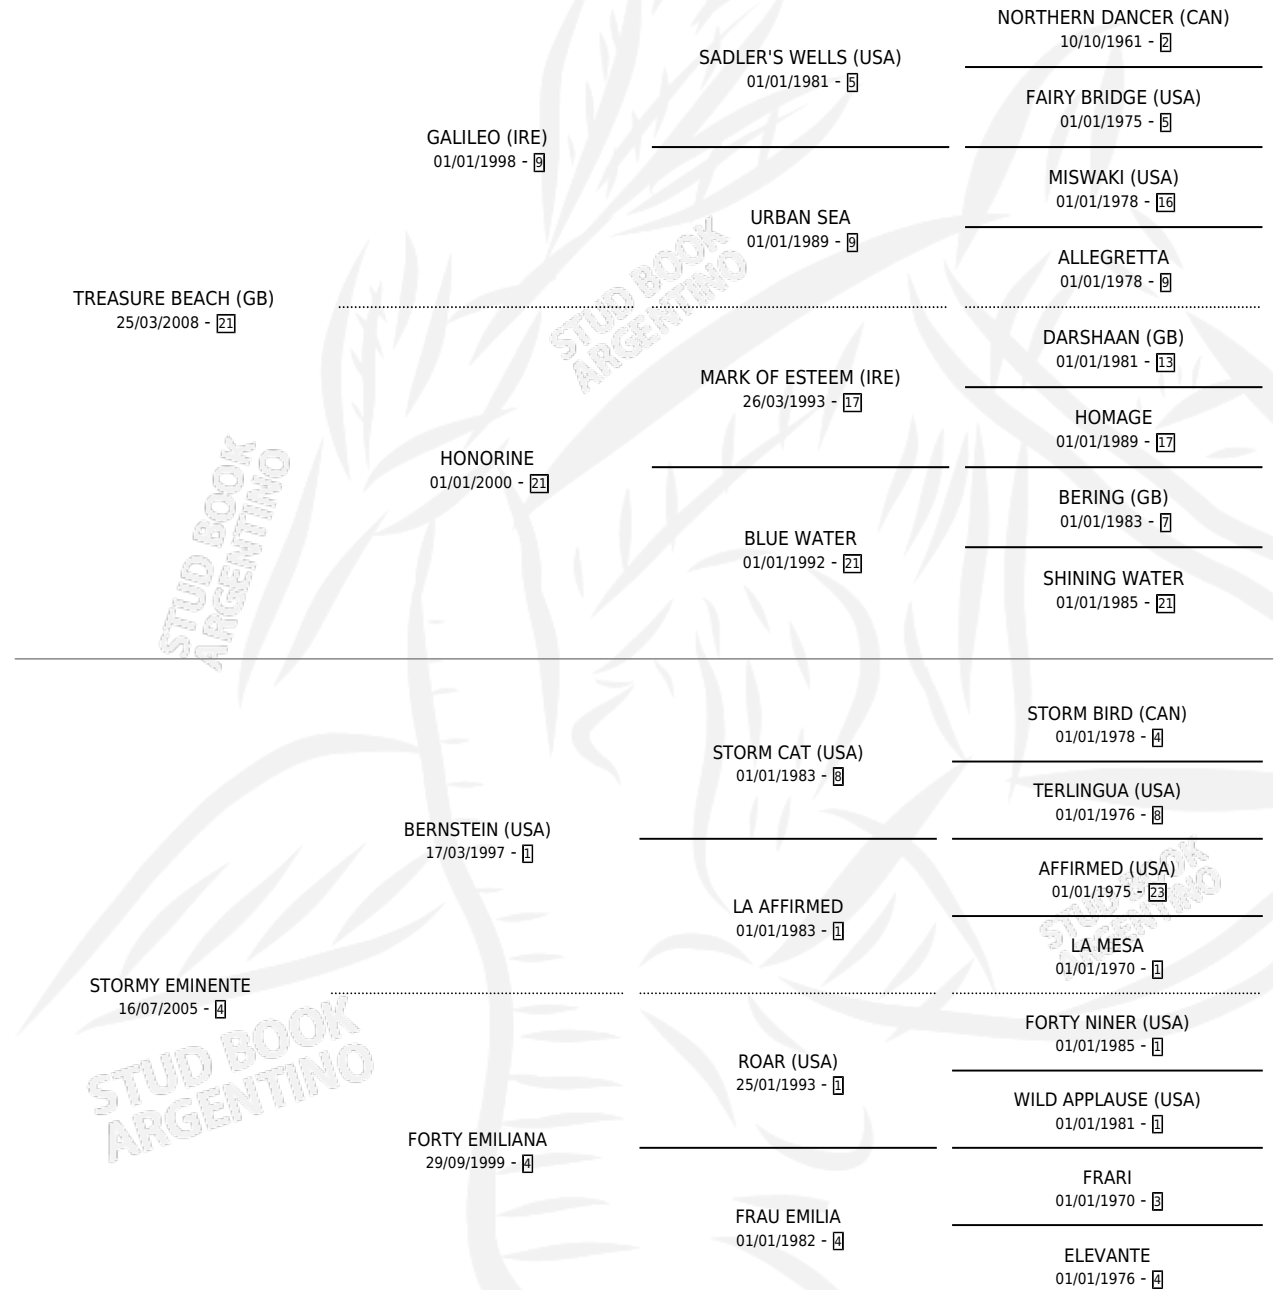 NORTHERN DANCER (CAN)
10/10/1961 - 2
SADLER'S WELLS (USA)
01/01/1981 - 5
FAIRY BRIDGE (USA)
01/01/1975 - 5
GALILEO (IRE)
01/01/1998 - 9
MISWAKI (USA)
01/01/1978 - 16
URBAN SEA
01/01/1989 - 9
ALLEGRETTA
01/01/1978 - 9
STUD BOOK
ARGENTINO
TREASURE BEACH (GB)
25/03/2008 - 21
DARSHAAN (GB)
01/01/1981 - 13
MARK OF ESTEEM (IRE)
26/03/1993 - 17
HOMAGE
01/01/1989 - 17
HONORINE
01/01/2000 - 21
BERING (GB)
01/01/1983 - 7
BLUE WATER
01/01/1992 - 21
SHINING WATER
01/01/1985 - 21
STUD BOOK
ARGENTINO
STORM BIRD (CAN)
01/01/1978 - 4
STORM CAT (USA)
01/01/1983 - 8
TERLINGUA (USA)
01/01/1976 - 8
BERNSTEIN (USA)
17/03/1997 - 1
AFFIRMED (USA)
01/01/1975 - 23
LA AFFIRMED
01/01/1983 - 1
LA MESA
01/01/1970 - 1
STUD BOOK
ARGENTINO
STORMY EMINENTE
16/07/2005 - 4
FORTY NINER (USA)
01/01/1985 - 1
ROAR (USA)
25/01/1993 - 1
WILD APPLAUSE (USA)
01/01/1981 - 1
STUD BOOK
ARGENTINO
FORTY EMILIANA
29/09/1999 - 4
FRARI
01/01/1970 - 3
FRAU EMILIA
01/01/1982 - 4
ELEVANTE
01/01/1976 - 4